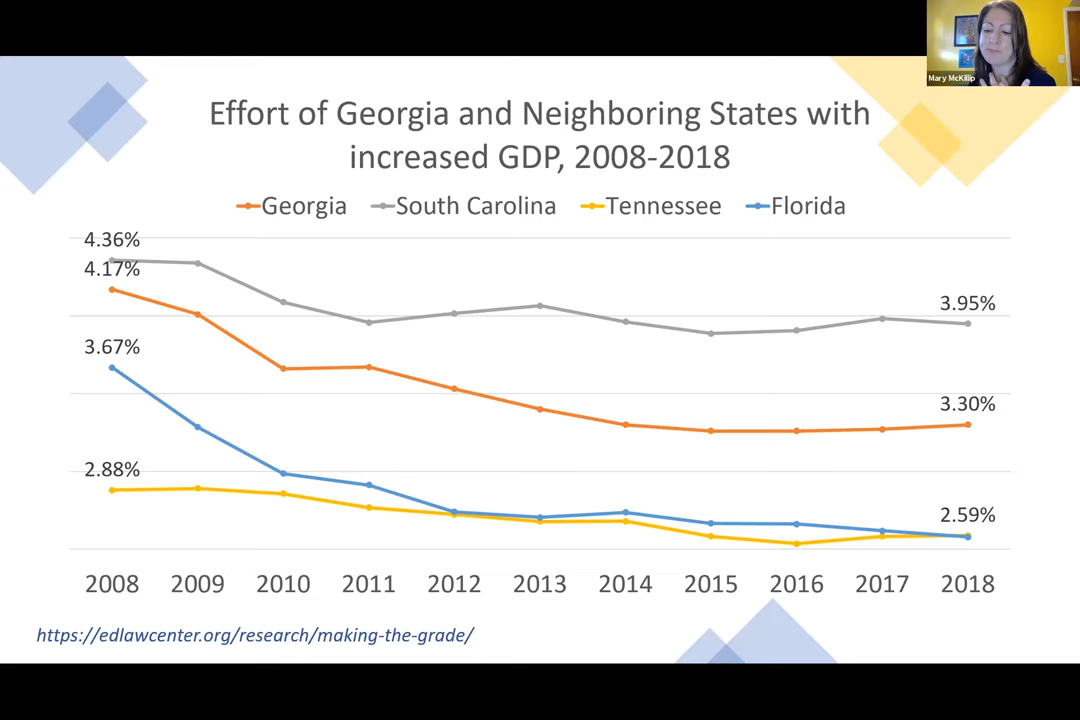 Mary McKillip
Effort of Georgia and Neighboring States with
increased GDP, 2008-2018
Georgia South Carolina Tennessee Florida
4.36%
4.17%
3.95%
3.67%
3.30%
2.88%
2.59%
2008 2009 2010 2011 2012 2013 2014 2015 2016 2017 2018
https://edlawcenter.org/research/making-the-grade/